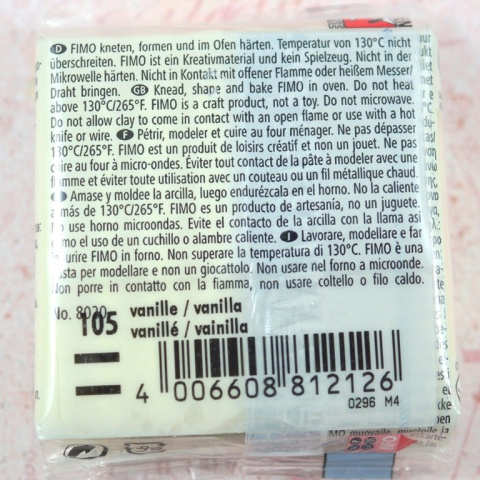 D FIMO kneten, formen und im Ofen härten. Temperatur von 130°C nicht
überschreiten. FIMO ist ein Kreativmaterial und kein Spielzeug. Nicht in der
Mikrowelle härten. Nicht in Kontakt mit offener Flamme oder heißem Messer/
Draht bringen. GB Knead, shape and bake FIMO in oven. Do not heat
above 130°C/265°F. FIMO is a craft product, not a toy. Do not microwave.
Do not allow clay to come in contact with an open flame or use with a hot
knife or wire. F Pétrir, modeler et cuire au four ménager. Ne pas dépasser
130°C/265°F. FIMO est un produit de loisirs créatif et non un jouet. Ne pas
cuire au four à micro-ondes. Éviter tout contact de la pâte à modeler avec une
flamme et éviter toute utilisation avec un couteau ou un fil métallique chaud.
E Amase y moldee la arcilla, luego endurézcala en el horno. No la caliente
a más de 130°C/265°F. FIMO es un producto de artesanía, no un juguete.
No use horno microondas. Evite el contacto de la arcilla con la llama así
como el uso de un cuchillo o alambre caliente. I Lavorare, modellare e far
indurire FIMO in forno. Non superare la temperatura di 130°C. FIMO è una
pasta per modellare e non un giocattolo. Non usare nel forno a microonde.
Non porre in contatto con la fiamma, non usare coltello o filo caldo.
No. 8020
105 vanille / vanilla
vanillé / vainilla
4 006608 812126
0296 M4